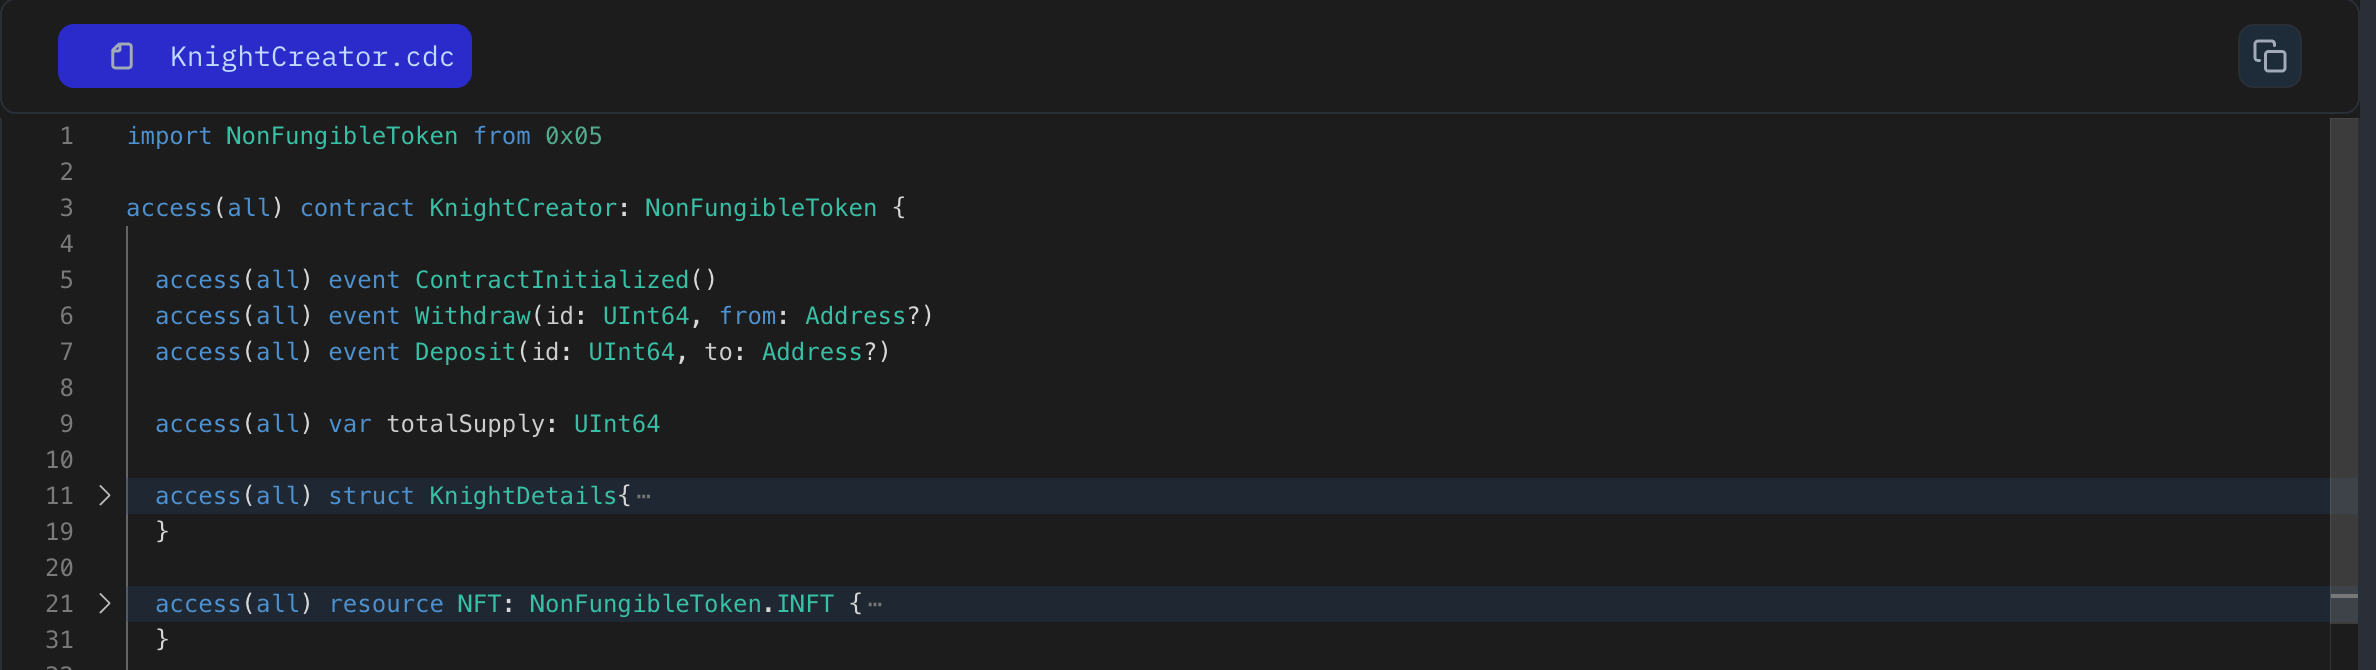 KnightCreator.cdc
1 import NonFungibleToken from 0x05
2
3 access(all) contract KnightCreator: NonFungibleToken {
4
5 access(all) event ContractInitialized()
6 access(all) event Withdraw(id: UInt64, from: Address?)
7 access(all) event Deposit(id: UInt64, to: Address?)
8
9 access(all) var totalSupply: UInt64
10
11 access(all) struct KnightDetails{…
19 }
20
21 access(all) resource NFT: NonFungibleToken.INFT {…
31 }